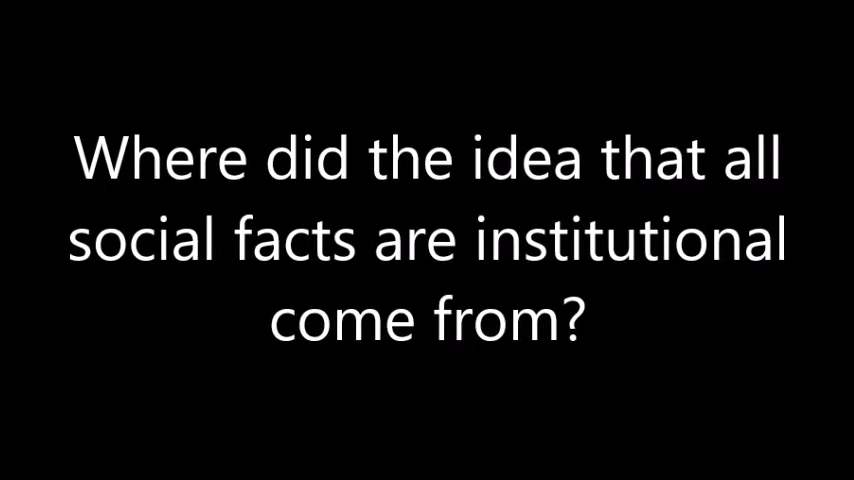 Where did the idea that all
social facts are institutional
come from?